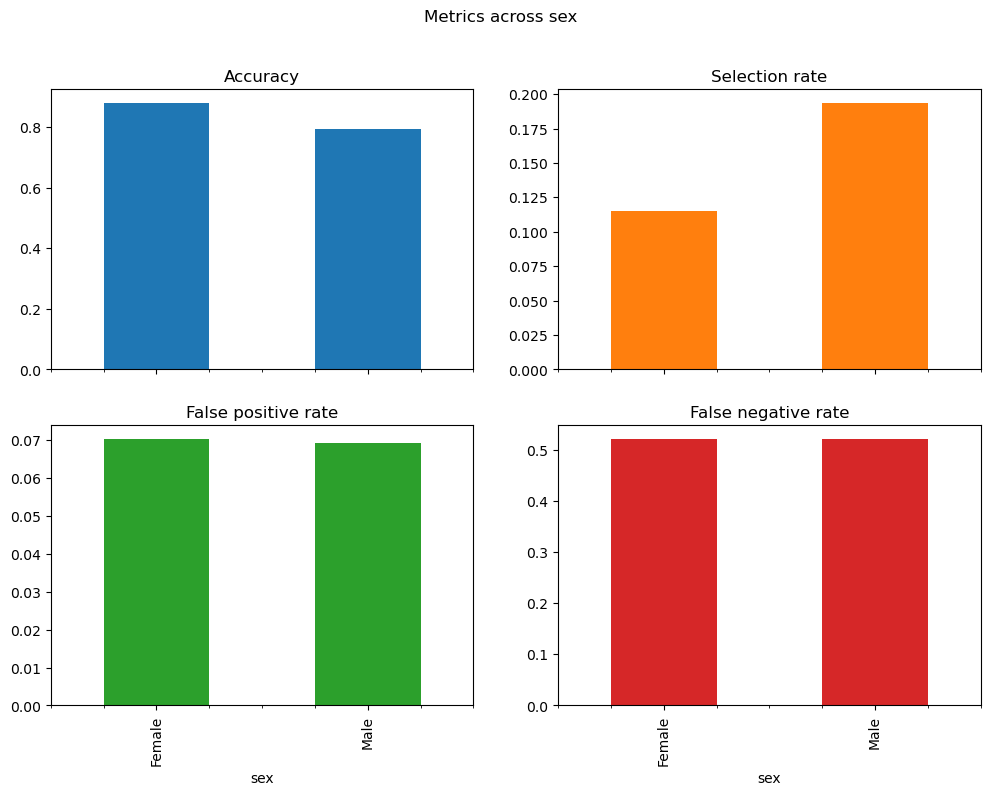 Metrics across sex
Accuracy
0.8
0.6
0.4
0.2
0.0
Selection rate
0.200
0.175
0.150
0.125
0.100
0.075
0.050
0.025
0.000
False positive rate
0.07
0.06
0.05
0.04
0.03
0.02
0.01
0.00
Female
Male
sex
False negative rate
0.5
0.4
0.3
0.2
0.1
0.0
Female
Male
sex